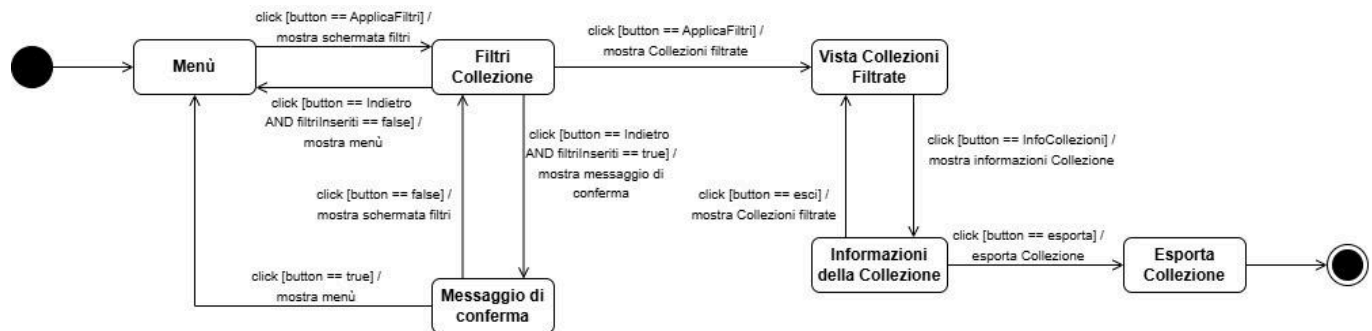 click [button == ApplicaFiltri] /
mostra schermata filtri
Menù
Filtri
Collezione
click [button == ApplicaFiltri] /
mostra Collezioni filtrate
Vista Collezioni
Filtrate
click [button == Indietro
AND filtriInseriti == false] /
mostra menù
click [button == Indietro
AND filtriInseriti == true] /
mostra messaggio di
conferma
click [button == InfoCollezioni] /
mostra informazioni Collezione
click [button == false] /
mostra schermata filtri
click [button == esci] /
mostra Collezioni filtrate
click [button == true] /
mostra menù
Messaggio di
conferma
Informazioni
della Collezione
click [button == esporta] /
esporta Collezione
Esporta
Collezione